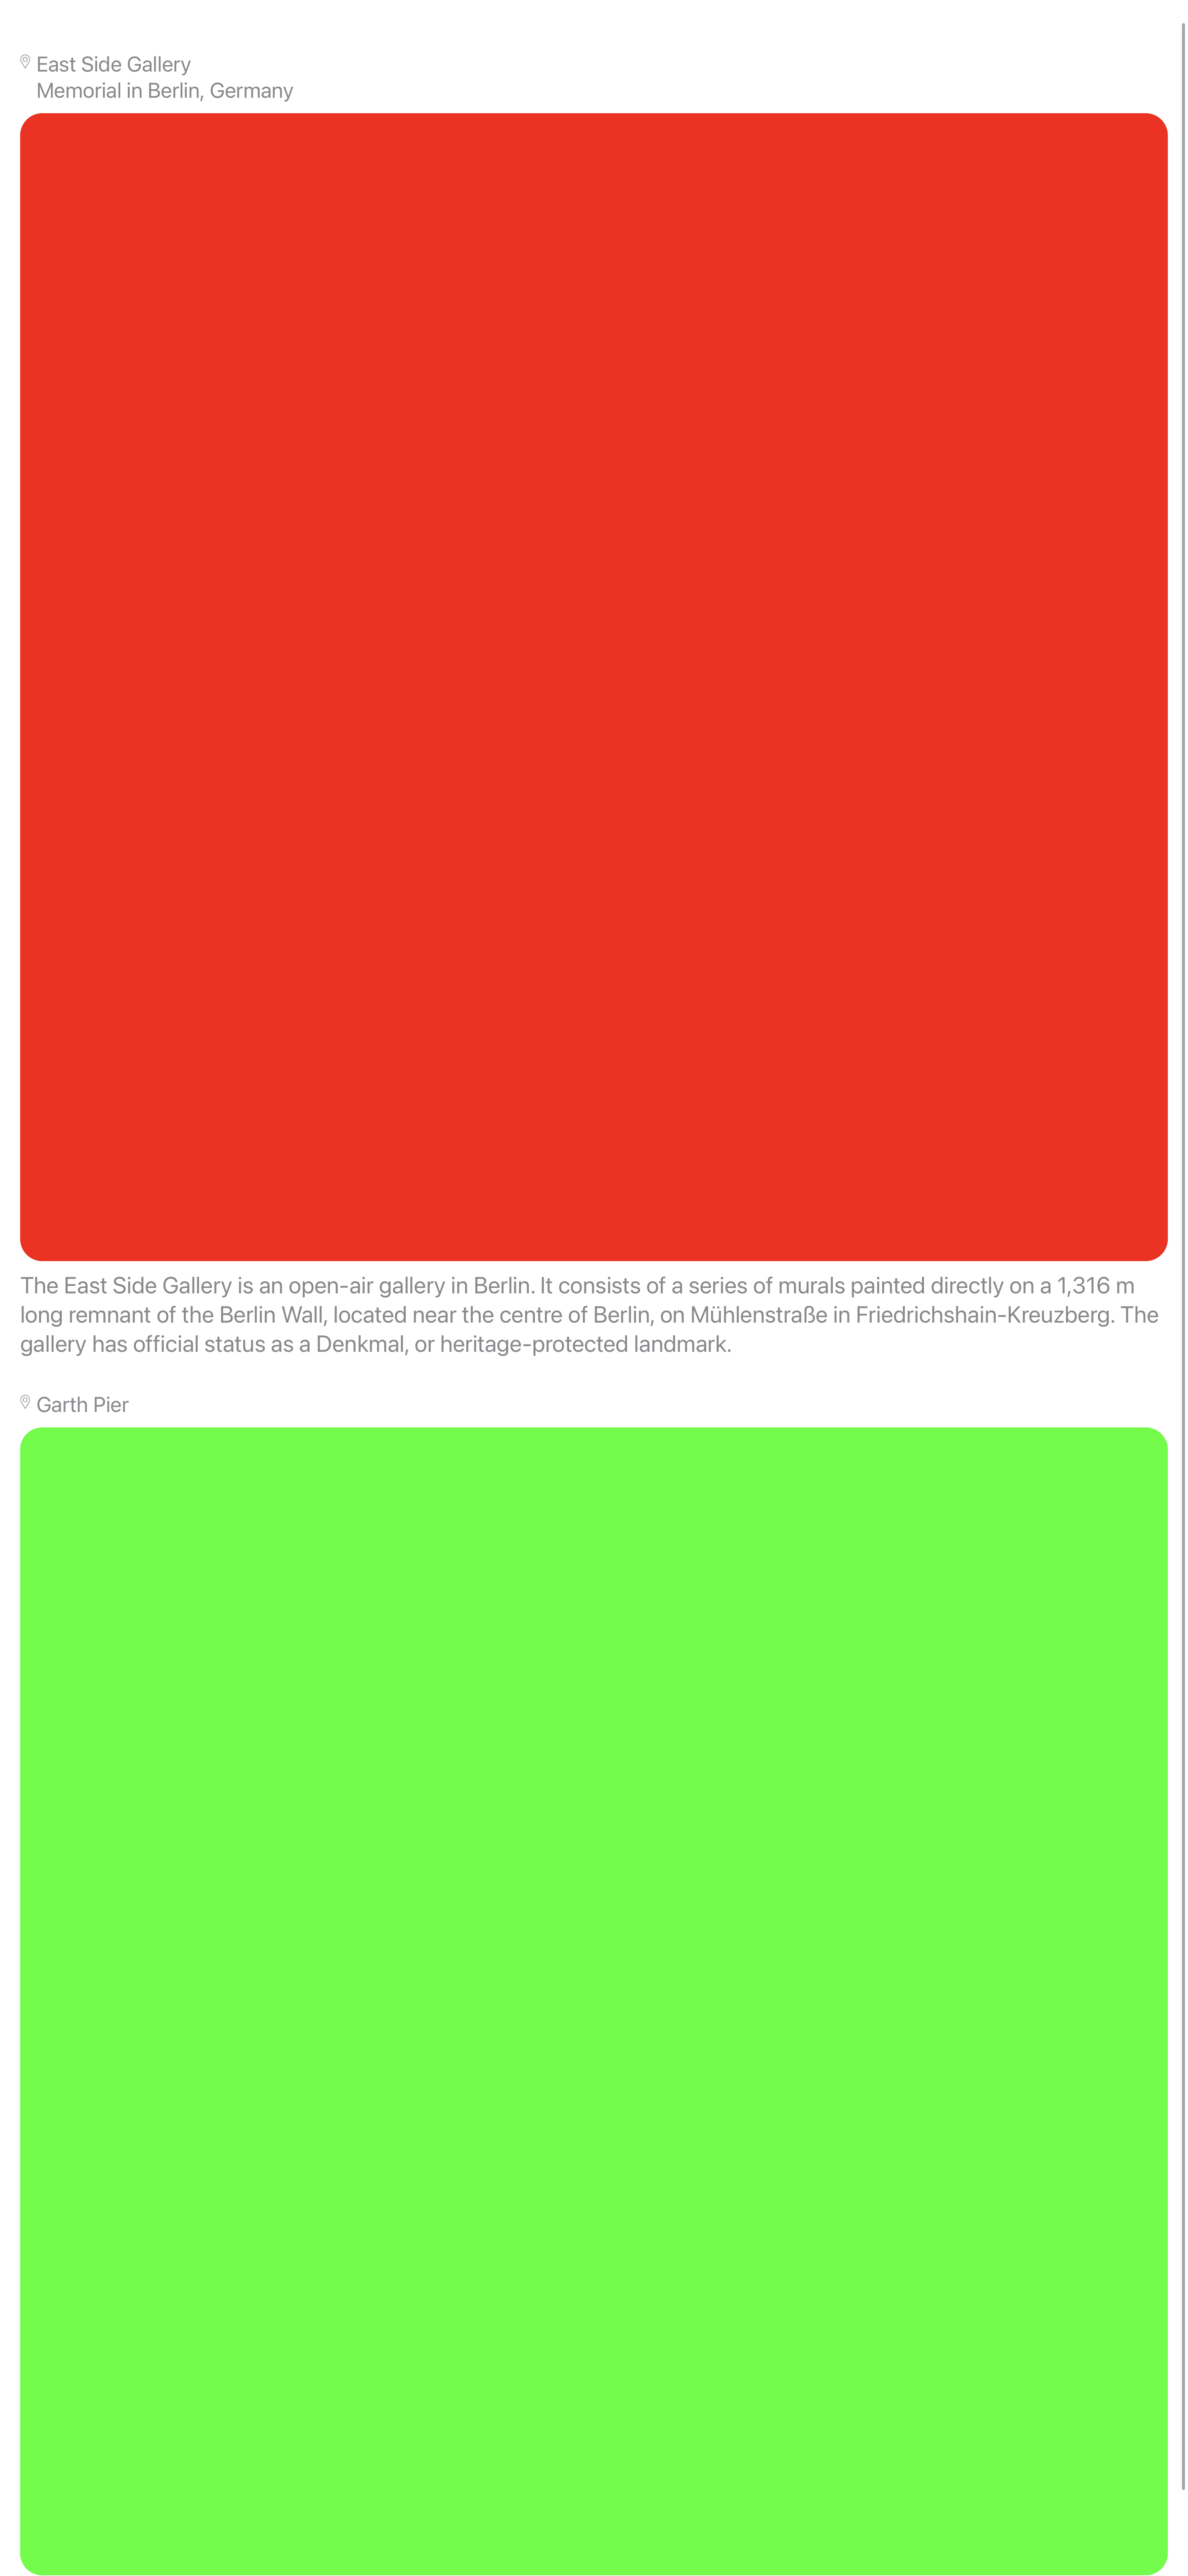 East Side Gallery
Memorial in Berlin, Germany
The East Side Gallery is an open-air gallery in Berlin. It consists of a series of murals painted directly on a 1,316 m
long remnant of the Berlin Wall, located near the centre of Berlin, on Mühlenstraße in Friedrichshain-Kreuzberg. The
gallery has official status as a Denkmal, or heritage-protected landmark.
Garth Pier